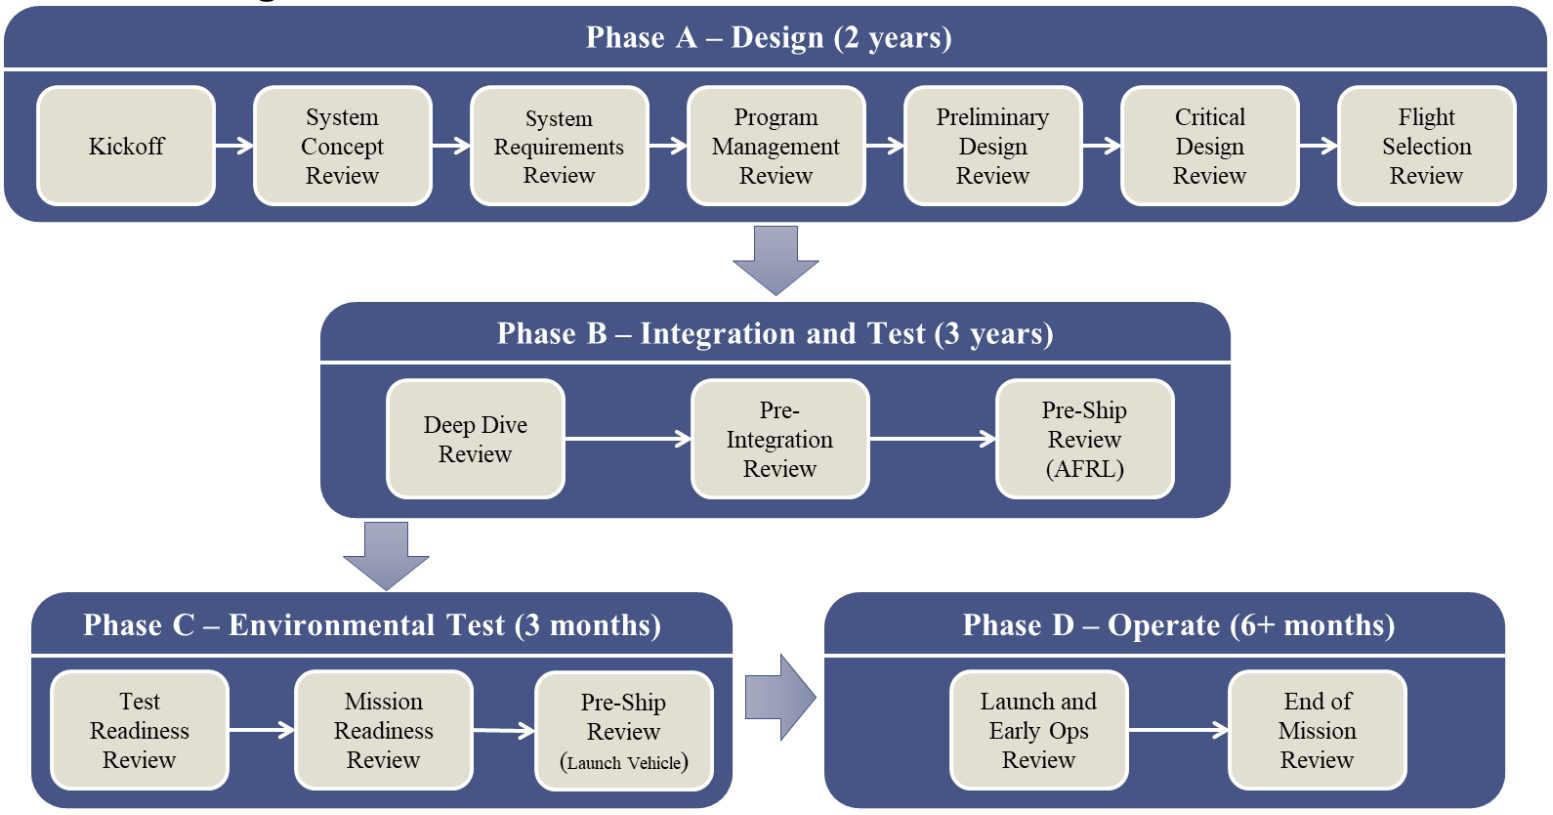 Phase A – Design (2 years)
Kickoff
System
Concept
Review
System
Requirements
Review
Program
Management
Review
Preliminary
Design
Review
Critical
Design
Review
Flight
Selection
Review
Phase B – Integration and Test (3 years)
Deep Dive
Review
Pre-
Integration
Review
Pre-Ship
Review
(AFRL)
Phase C – Environmental Test (3 months)
Test
Readiness
Review
Mission
Readiness
Review
Pre-Ship
Review
(Launch Vehicle)
Phase D – Operate (6+ months)
Launch and
Early Ops
Review
End of
Mission
Review